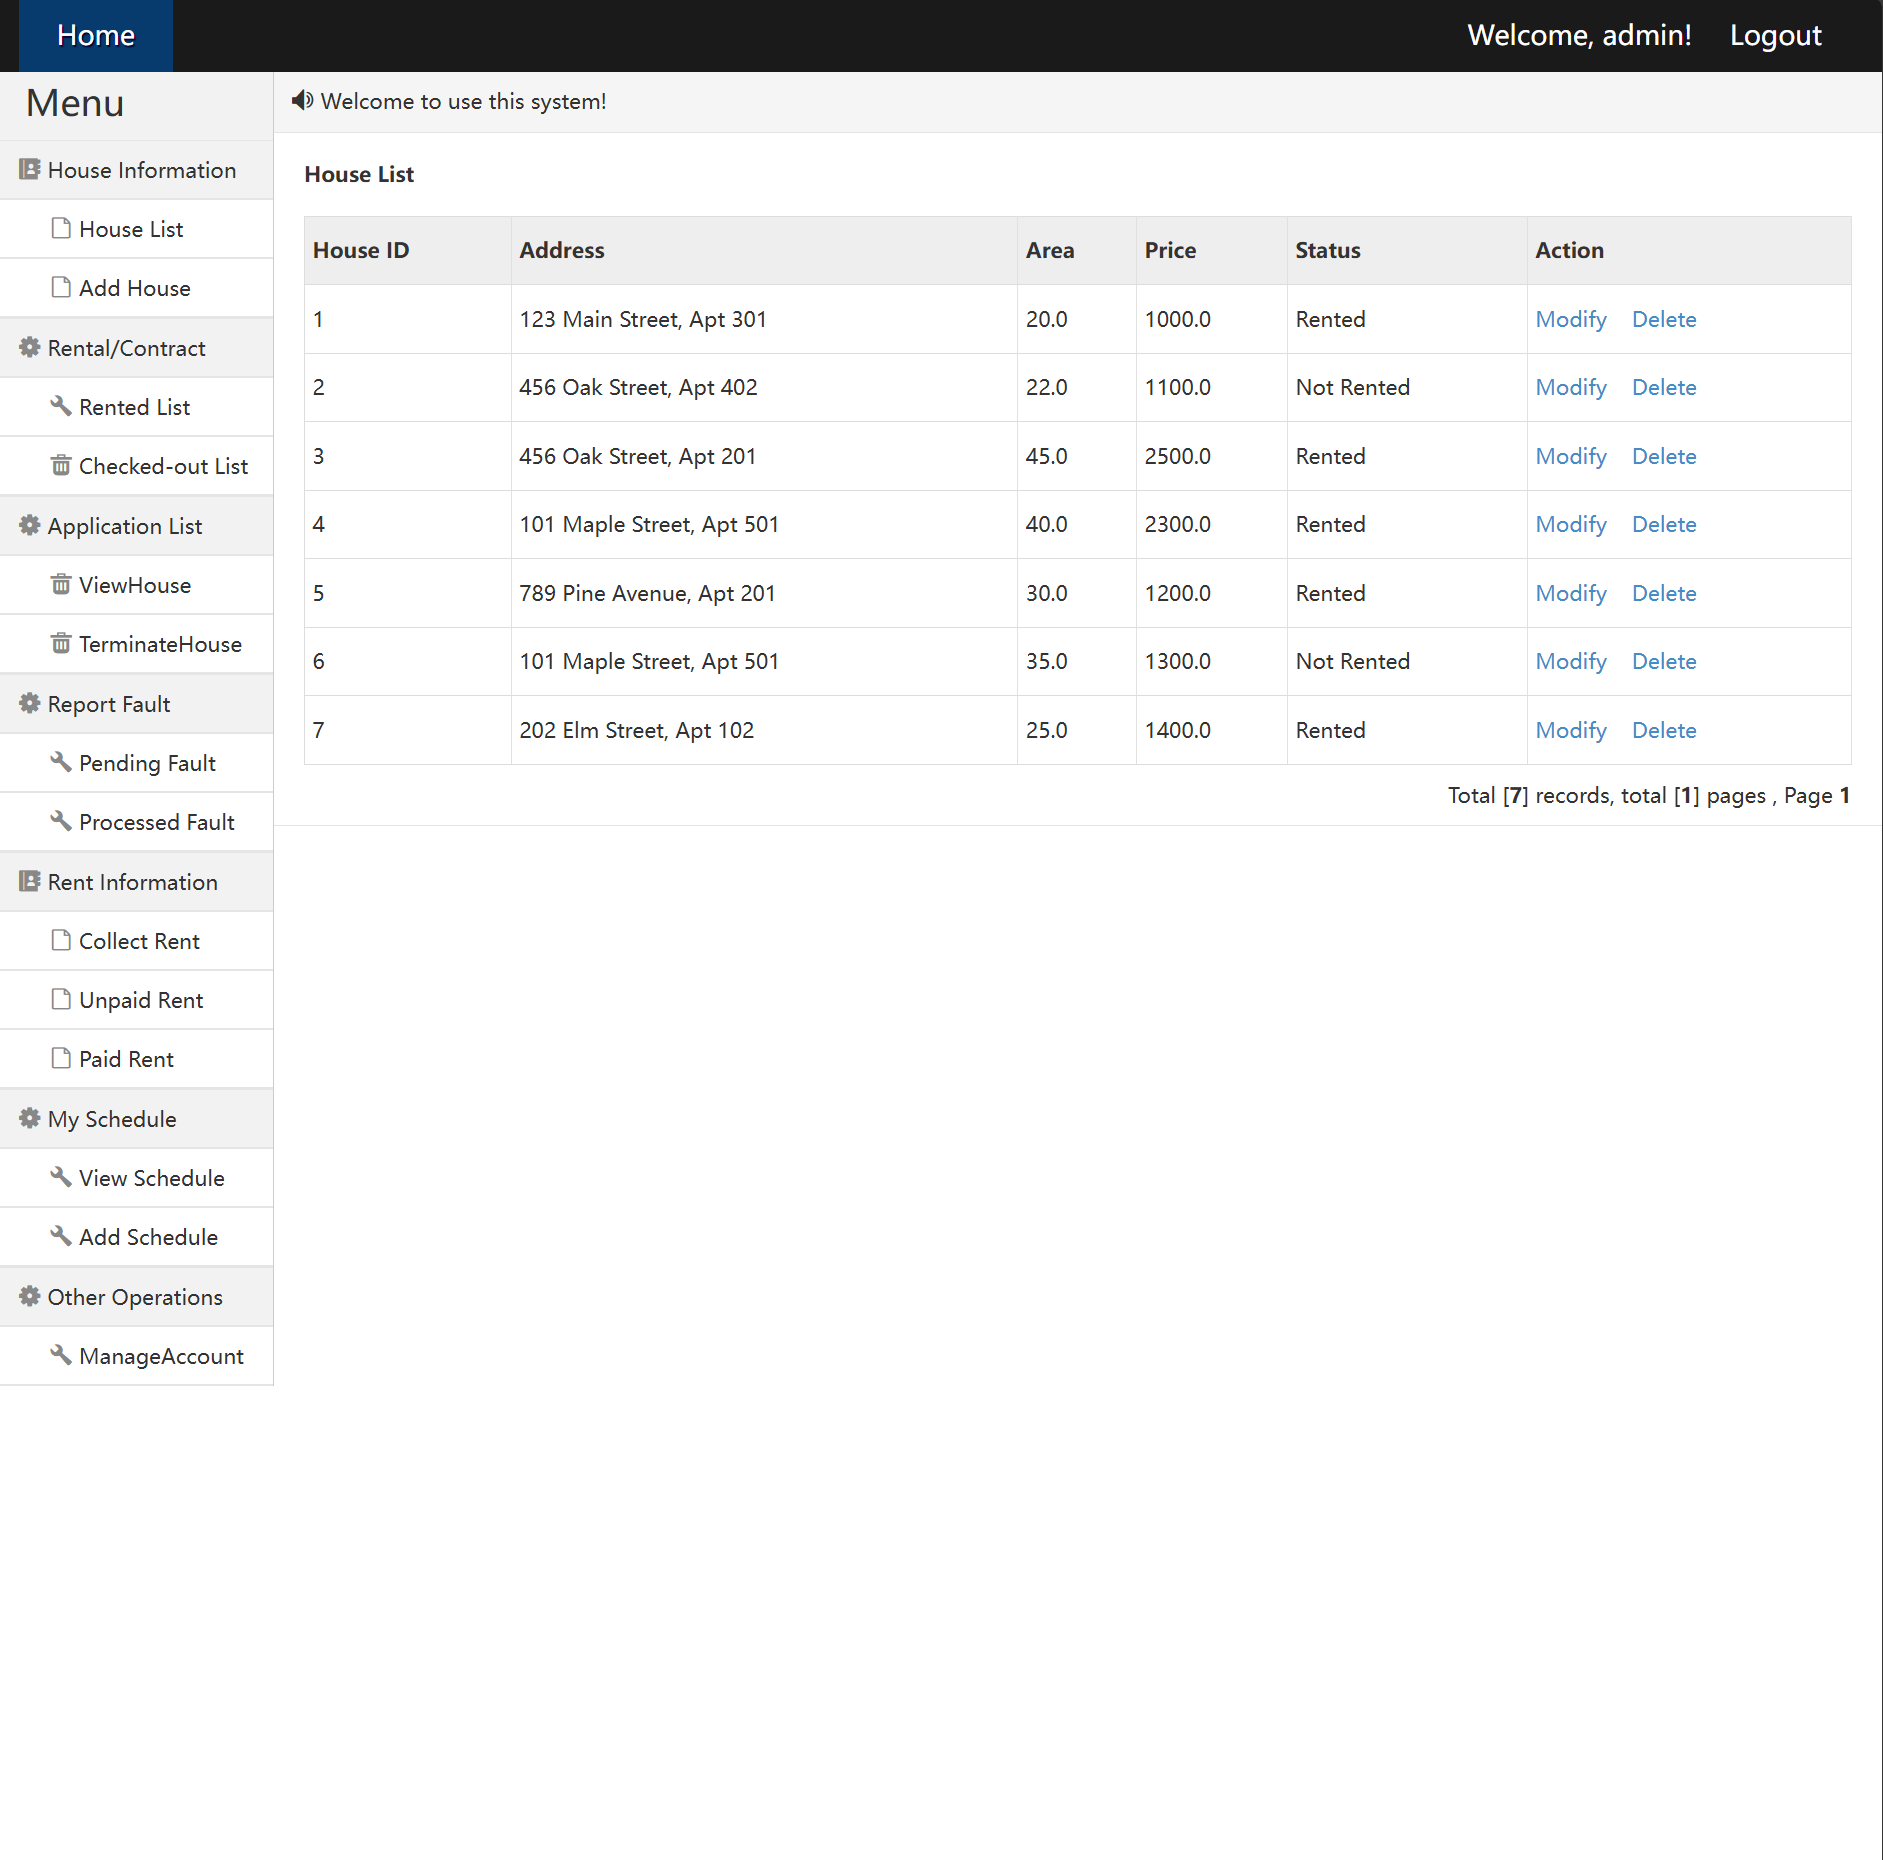 Home
Welcome, admin! Logout
Menu
House Information
House List
Add House
Rental/Contract
Rented List
Checked-out List
Application List
ViewHouse
TerminateHouse
Report Fault
Pending Fault
Processed Fault
Rent Information
Collect Rent
Unpaid Rent
Paid Rent
My Schedule
View Schedule
Add Schedule
Other Operations
ManageAccount
Welcome to use this system!
House List
House ID Address Area Price Status Action
1 123 Main Street, Apt 301 20.0 1000.0 Rented Modify Delete
2 456 Oak Street, Apt 402 22.0 1100.0 Not Rented Modify Delete
3 456 Oak Street, Apt 201 45.0 2500.0 Rented Modify Delete
4 101 Maple Street, Apt 501 40.0 2300.0 Rented Modify Delete
5 789 Pine Avenue, Apt 201 30.0 1200.0 Rented Modify Delete
6 101 Maple Street, Apt 501 35.0 1300.0 Not Rented Modify Delete
7 202 Elm Street, Apt 102 25.0 1400.0 Rented Modify Delete
Total [7] records, total [1] pages , Page 1